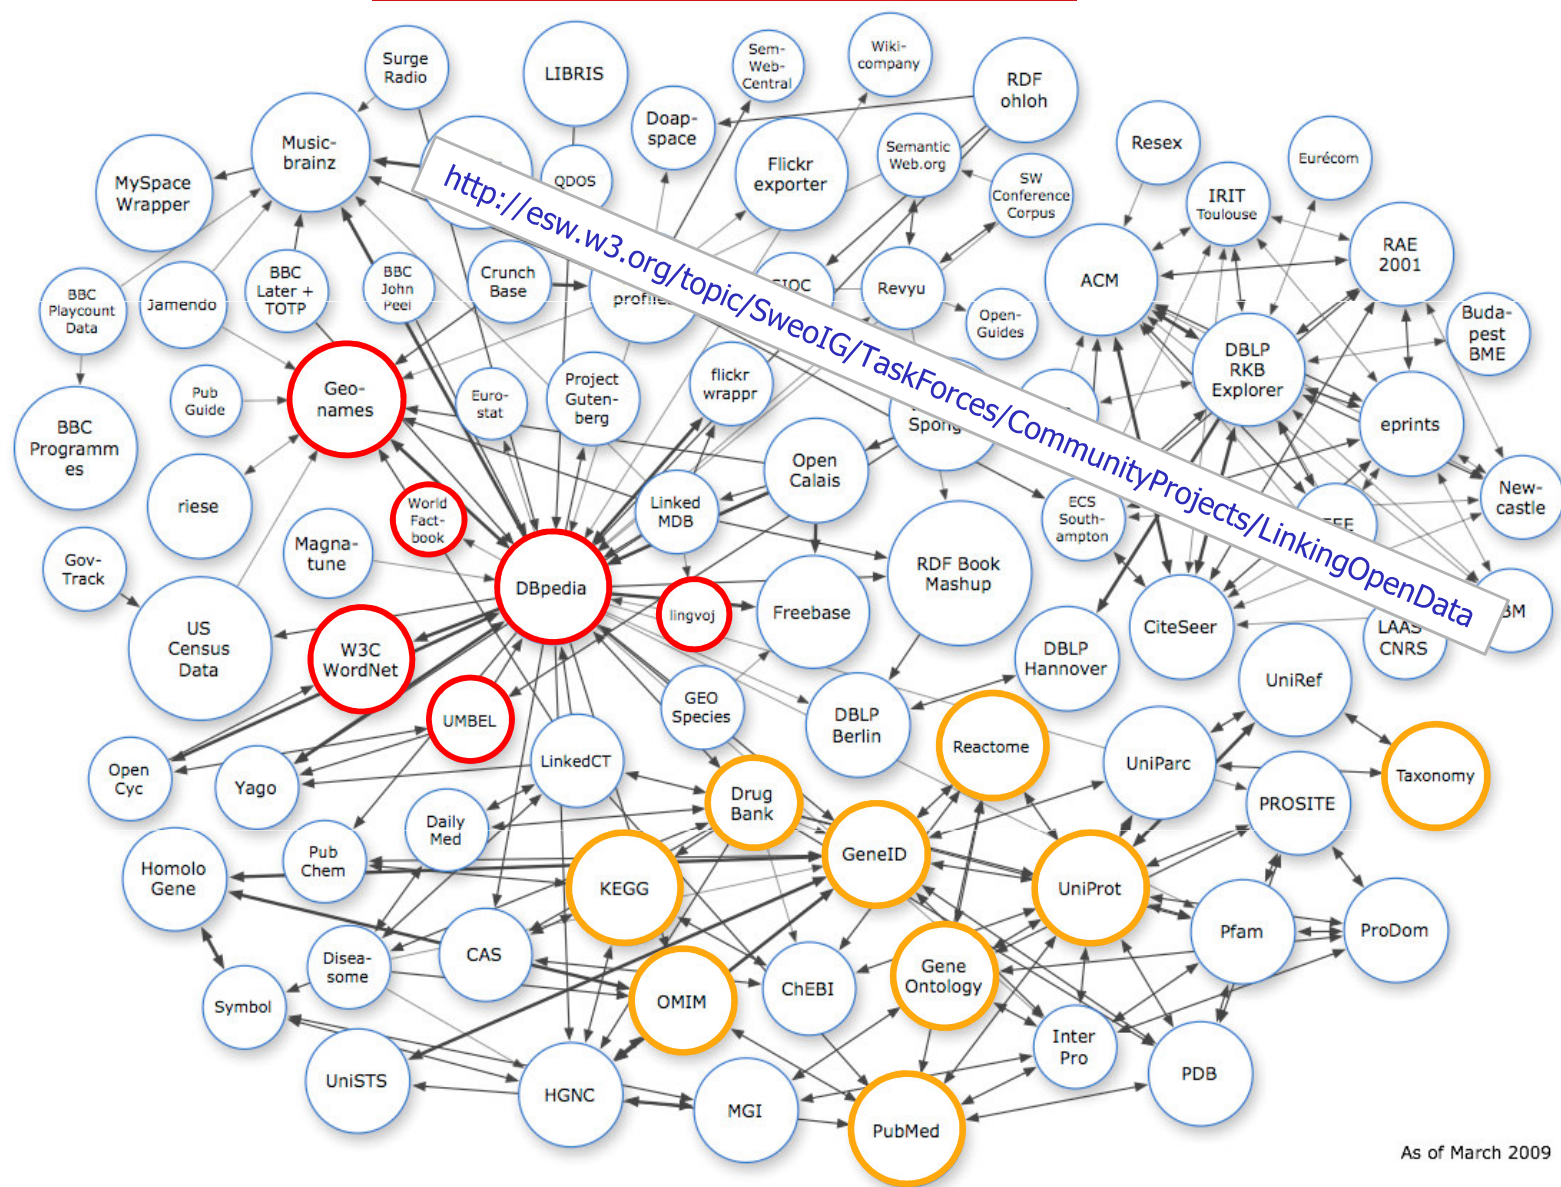 Surge
Radio
LIBRIS
Sem-
Web-
Central
Wiki-
company
RDF
ohloh
Doap-
space
Music-
brainz
MySpace
Wrapper
QDOS
Flickr
exporter
Semantic
Web.org
SW
Conference
Corpus
Resex
Eurécom
IRIT
Toulouse
RAE
2001
ACM
http://esw.w3.org/topic/SweoIG/TaskForces/CommunityProjects/LinkingOpenData
BBC
Playcount
Data
Jamendo
BBC
Later +
TOTP
BBC
John
Peel
Crunch
Base
profiles
SIOC
Revyu
Open-
Guides
Buda-
pest
BME
DBLP
RKB
Explorer
Pub
Guide
Geo-
names
Euro-
stat
Project
Guten-
berg
flickr
wrappr
Spong
eprints
BBC
Programm
es
riese
World
Fact-
book
Linked
MDB
Open
Calais
ECS
South-
ampton
New-
castle
Gov-
Track
Magna-
tune
DBpedia
lingvoj
Freebase
RDF Book
Mashup
CiteSeer
LAAS
CNRS
US
Census
Data
W3C
WordNet
UMBEL
GEO
Species
DBLP
Berlin
DBLP
Hannover
UniRef
Reactome
UniParc
Taxonomy
Open
Cyc
Yago
LinkedCT
Drug
Bank
PROSITE
Daily
Med
Homolo
Gene
Pub
Chem
KEGG
GeneID
UniProt
Pfam
ProDom
Disea-
some
CAS
ChEBI
Gene
Ontology
Symbol
OMIM
Inter
Pro
UniSTS
HGNC
MGI
PubMed
PDB
As of March 2009